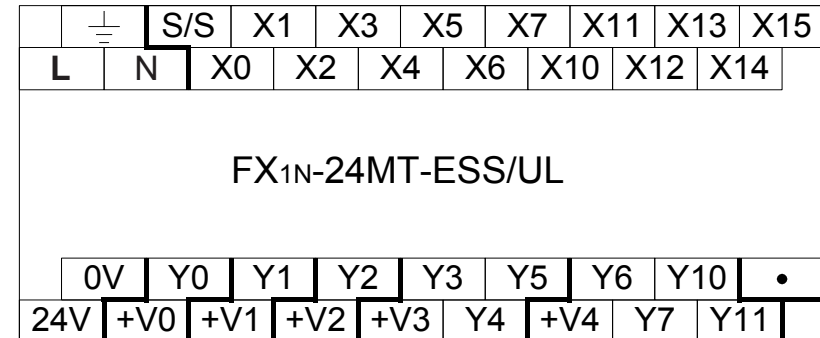 S/S X1 X3 X5 X7 X11 X13 X15
L N X0 X2 X4 X6 X10 X12 X14
FX1N-24MT-ESS/UL
0V Y0 Y1 Y2 Y3 Y5 Y6 Y10 •
24V +V0 +V1 +V2 +V3 Y4 +V4 Y7 Y11